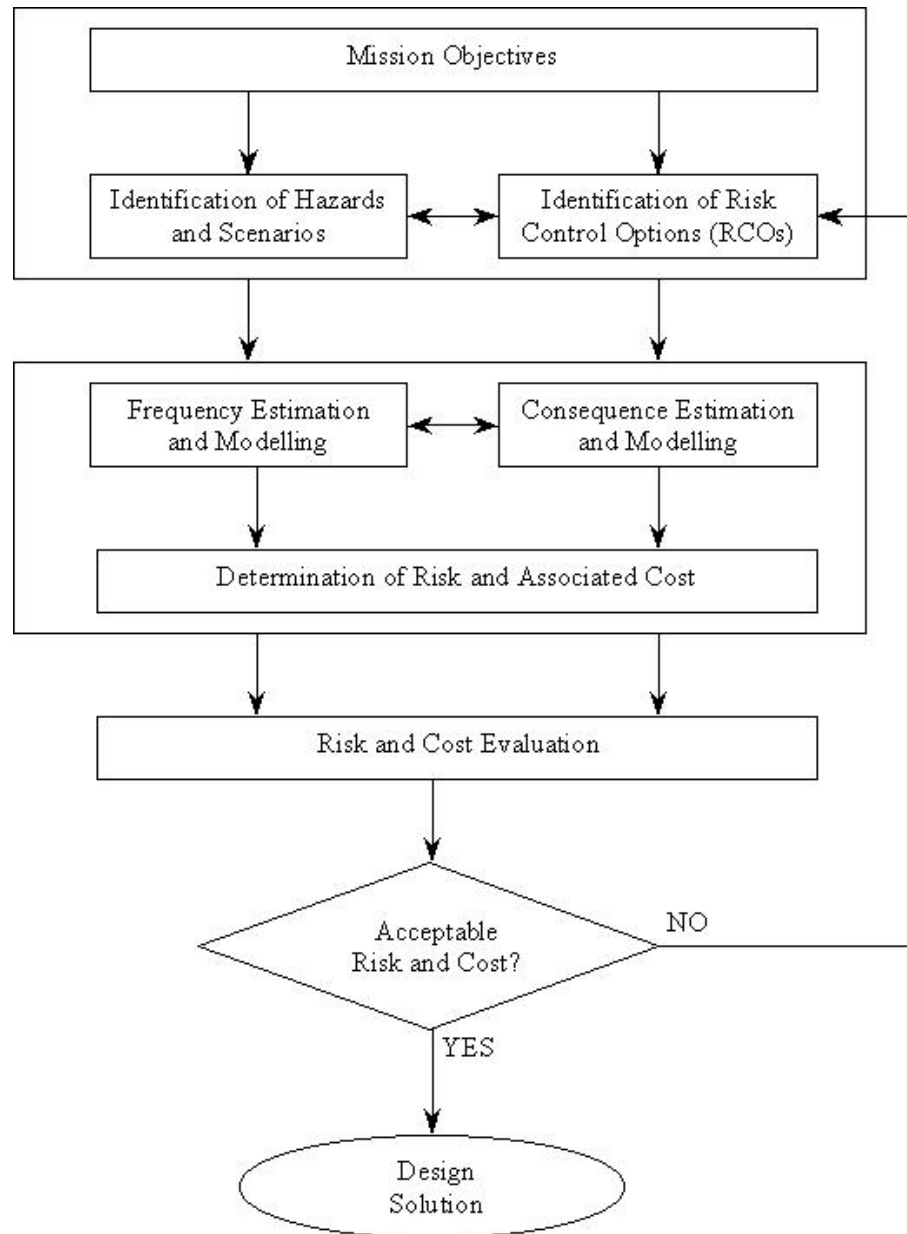 Mission Objectives
Identification of Hazards
and Scenarios
Identification of Risk
Control Options (RCOs)
Frequency Estimation
and Modelling
Consequence Estimation
and Modelling
Determination of Risk and Associated Cost
Risk and Cost Evaluation
Acceptable
Risk and Cost?
NO
YES
Design
Solution